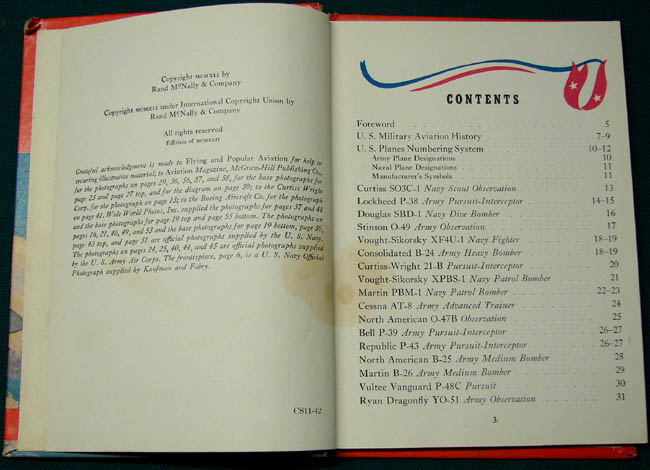 Copyright MCMXLI by
Rand McNally & Company
Copyright MCMXLI under International Copyright Union by
Rand McNally & Company
All rights reserved
Edition of MCMXLII
Grateful acknowledgment is made to Flying and Popular Aviation for help in
securing illustrative material; to Aviation Magazine, McGraw-Hill Publishing Co.,
for the photographs on pages 29, 36, 56, 57, and 58, for the base photographs for
page 23 and 27 top, and for the diagram on page 59; to the Curtiss Wright
Corp. for the photograph on page 13; to the Boeing Aircraft Co. for the photograph
on page 41. Wide World Photos, Inc. supplied the photographs for pages 37 and 48
and the base photographs for page 19 top and 55 bottom. The photographs on
pages 16, 21, 46, 49, and 53 and the base photographs for 19 bottom, page 39,
43 top, and page 51 are official photographs supplied by the U. S. Navy.
The photographs on pages 24, 25, 40, 44, and 45 are official photographs supplied
by the U. S. Army Air Corps. The frontispiece, page 6, is a U. S. Navy Official
Photograph supplied by Kaufman and Fabry.
CS11-42
CONTENTS
Foreword . . . 5
U. S. Military Aviation History . . . 7-9
U. S. Planes Numbering System . . . 10-12
Army Plane Designations . . . 10
Naval Plane Designations . . . 11
Manufacturer's Symbols . . . 11
Curtiss SO3C-1 Navy Scout Observation . . . 13
Lockheed P-38 Army Pursuit-Interceptor . . . 14-15
Douglas SBD-1 Navy Dive Bomber . . . 16
Stinson O-49 Army Observation . . . 17
Vought-Sikorsky XF4U-1 Navy Fighter . . . 18-19
Consolidated B-24 Army Heavy Bomber . . . 18-19
Curtiss-Wright 21-B Pursuit-Interceptor . . . 20
Vought-Sikorsky XPBS-1 Navy Patrol Bomber . . . 21
Martin PBM-1 Navy Patrol Bomber . . . 22-23
Cessna AT-8 Army Advanced Trainer . . . 24
North American O-47B Observation . . . 25
Bell P-39 Army Pursuit-Interceptor . . . 26-27
Republic P-43 Army Pursuit-Interceptor . . . 26-27
North American B-25 Army Medium Bomber . . . 28
Martin B-26 Army Medium Bomber . . . 29
Vultee Vanguard P-48C Pursuit . . . 30
Ryan Dragonfly YO-51 Army Observation . . . 31
3